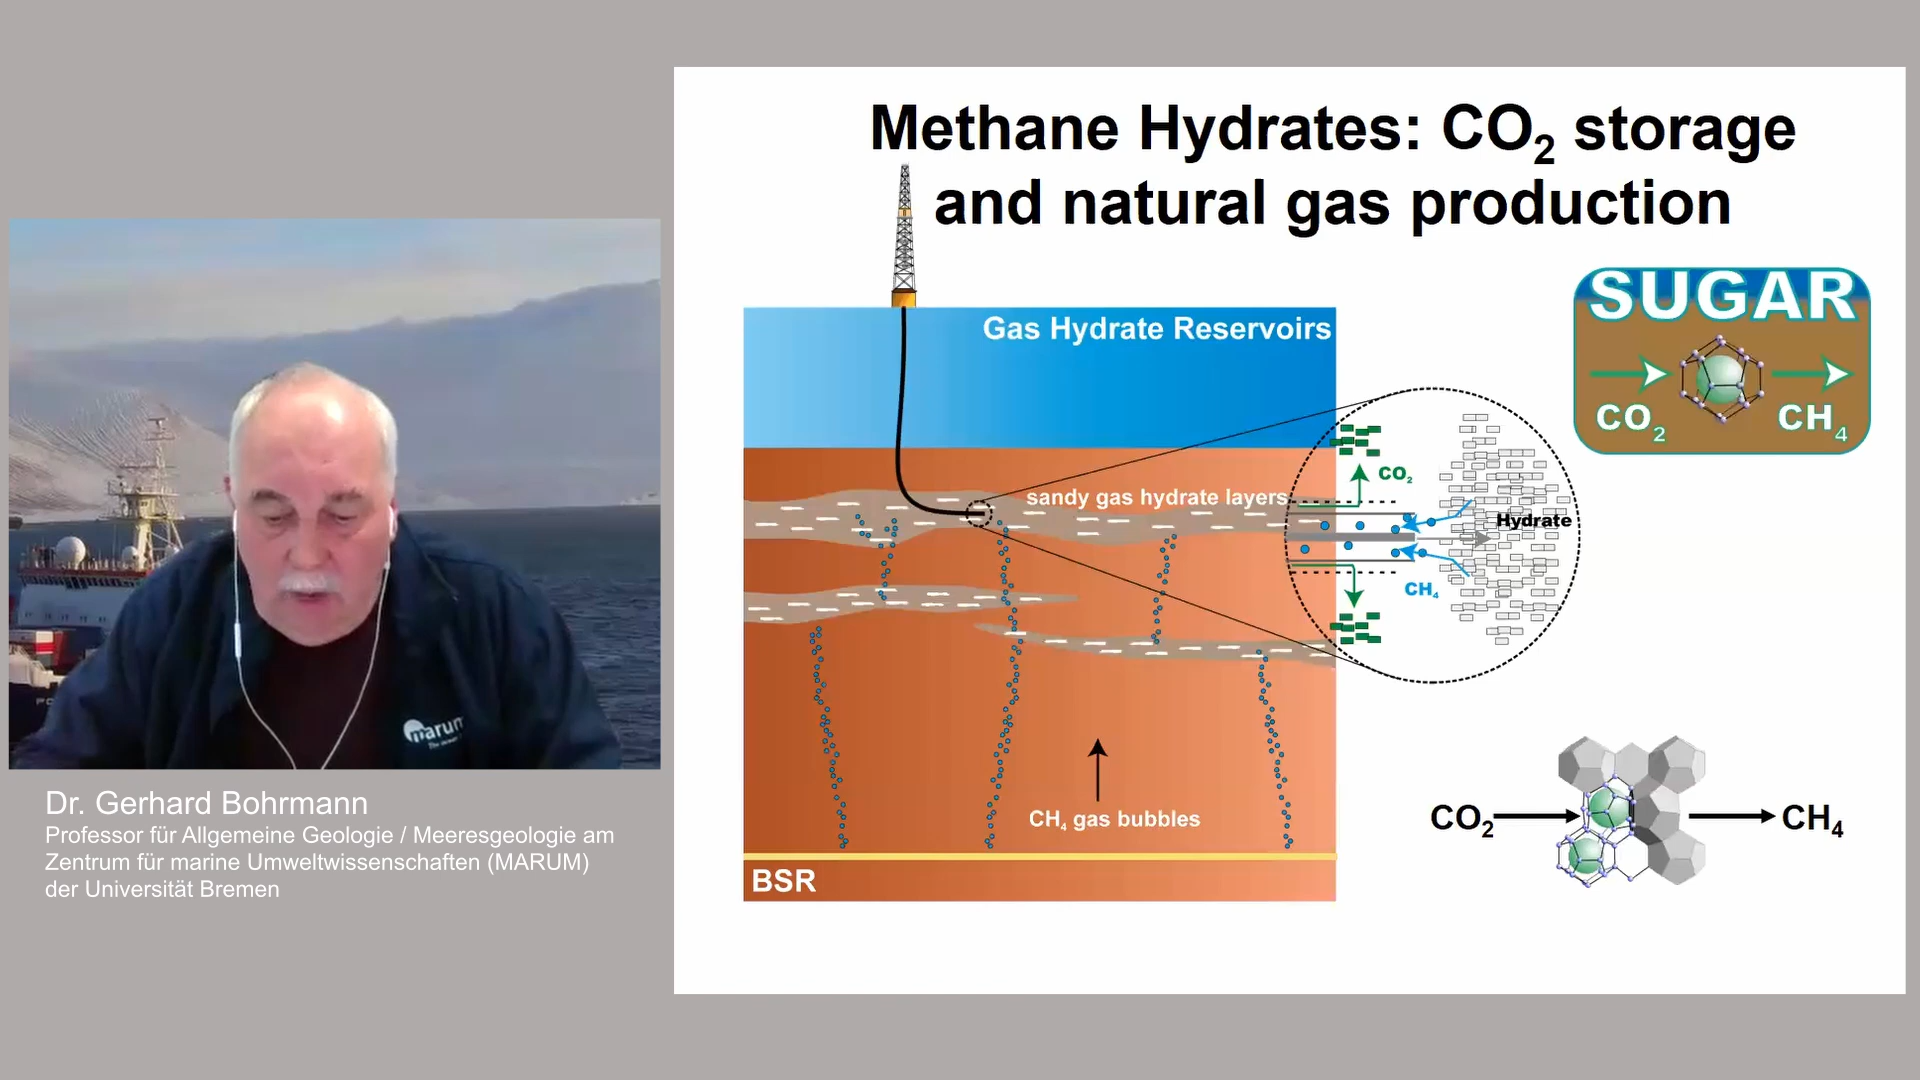 Methane Hydrates: CO2 storage
and natural gas production
SUGAR
CO2
CH4
Gas Hydrate Reservoirs
sandy gas hydrate layers
CO2
Hydrate
CH4
CH4 gas bubbles
BSR
CO2
CH4
marum
Dr. Gerhard Bohrmann
Professor für Allgemeine Geologie / Meeresgeologie am
Zentrum für marine Umweltwissenschaften (MARUM)
der Universität Bremen